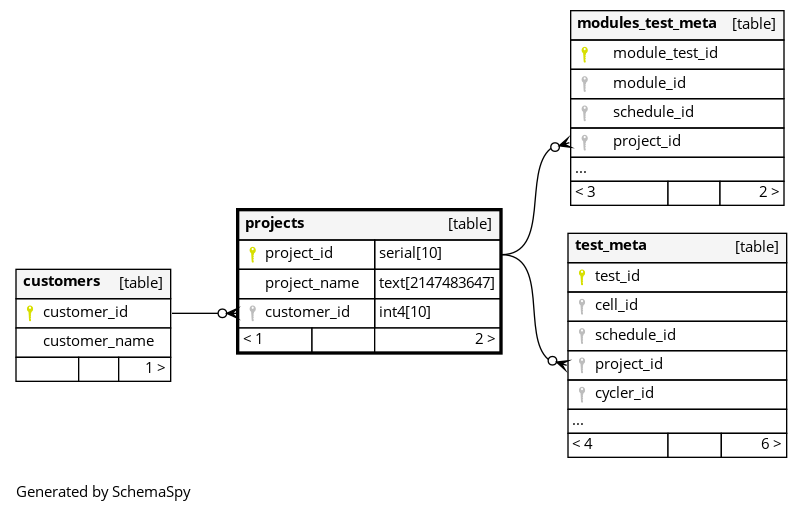 modules_test_meta [table]
module_test_id
module_id
schedule_id
project_id
...
< 3 2 >
projects [table]
project_id serial[10]
project_name text[2147483647]
customer_id int4[10]
< 1 2 >
test_meta [table]
test_id
cell_id
schedule_id
project_id
cycler_id
...
< 4 6 >
customers [table]
customer_id
customer_name
1 >
Generated by SchemaSpy